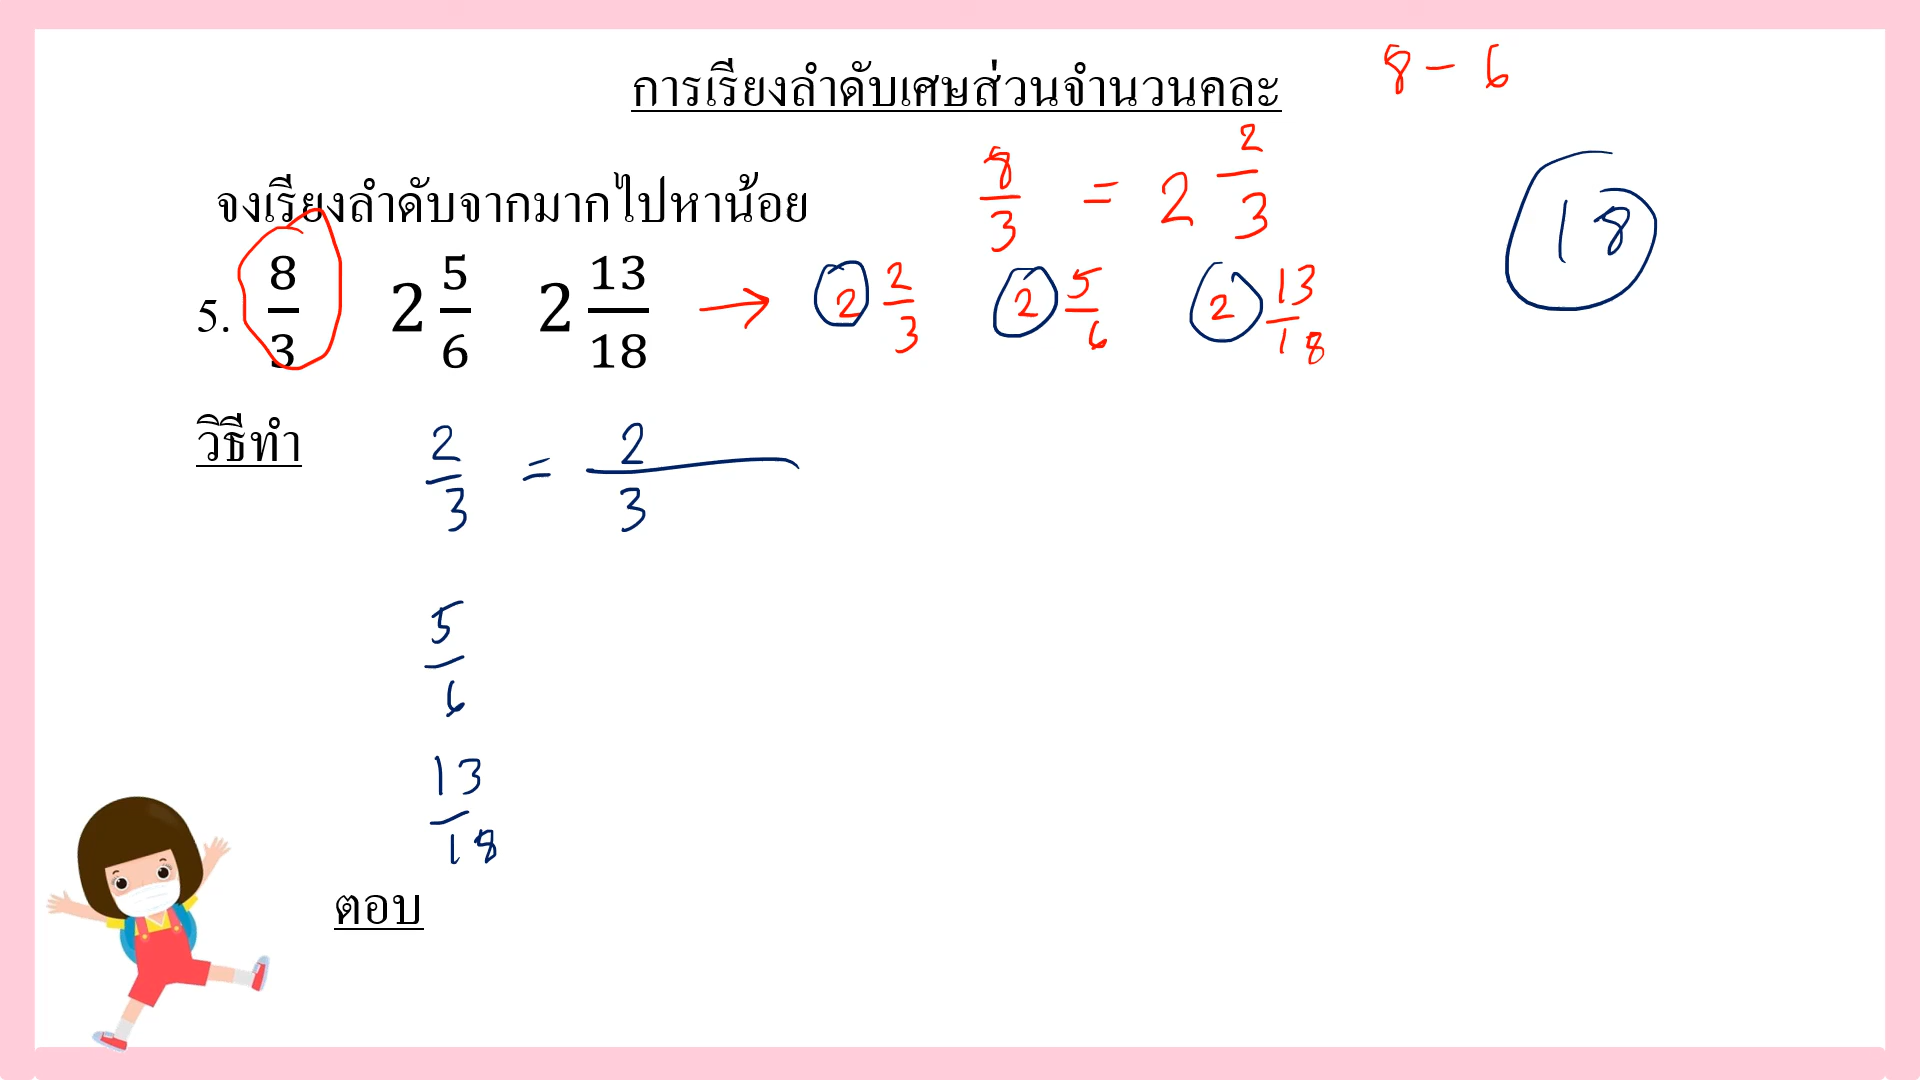 การเรียงลำดับเศษส่วนจำนวนคละ
8 - 6
จงเรียงลำดับจากมากไปหาน้อย
8/3 = 2 2/3
18
5. 8/3 2 5/6 2 13/18 → 2 2/3 2 5/6 2 13/18
วิธีทำ
2/3 = 2/3
5/6
13/18
ตอบ